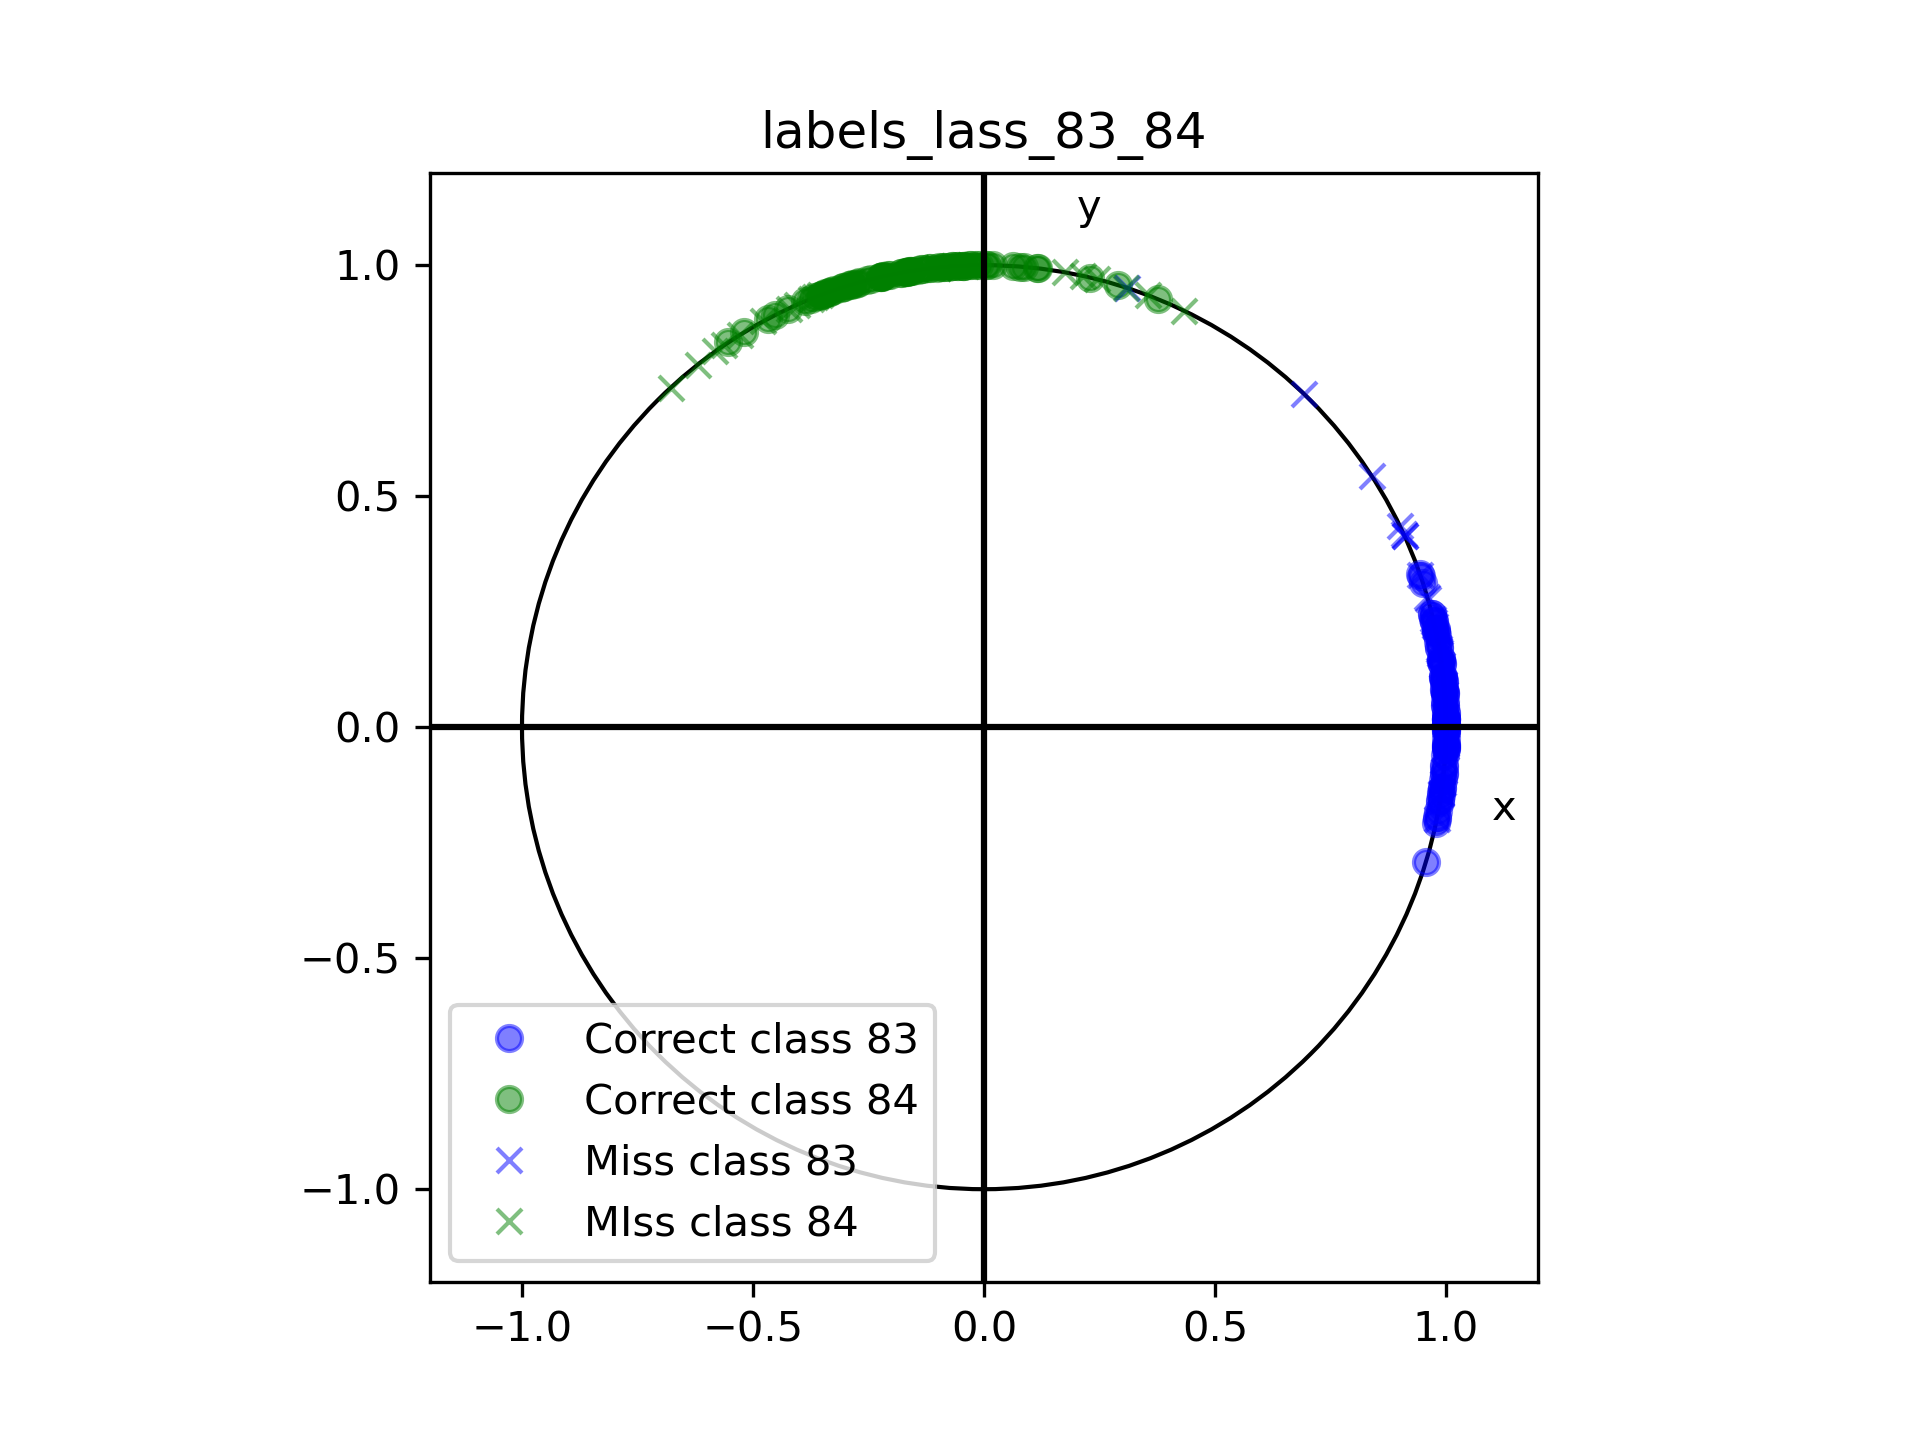 labels_lass_83_84
y
x
1.0
0.5
0.0
−0.5
−1.0
−1.0
−0.5
0.0
0.5
1.0
Correct class 83
Correct class 84
Miss class 83
MIss class 84